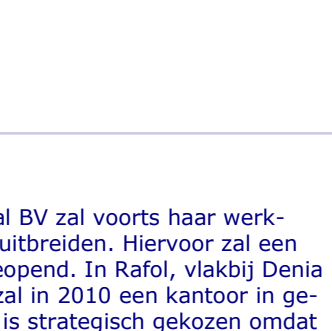 al BV zal voorts haar werk-
uitbreiden. Hiervoor zal een
eopend. In Rafol, vlakbij Denia
zal in 2010 een kantoor in ge-
is strategisch gekozen omdat